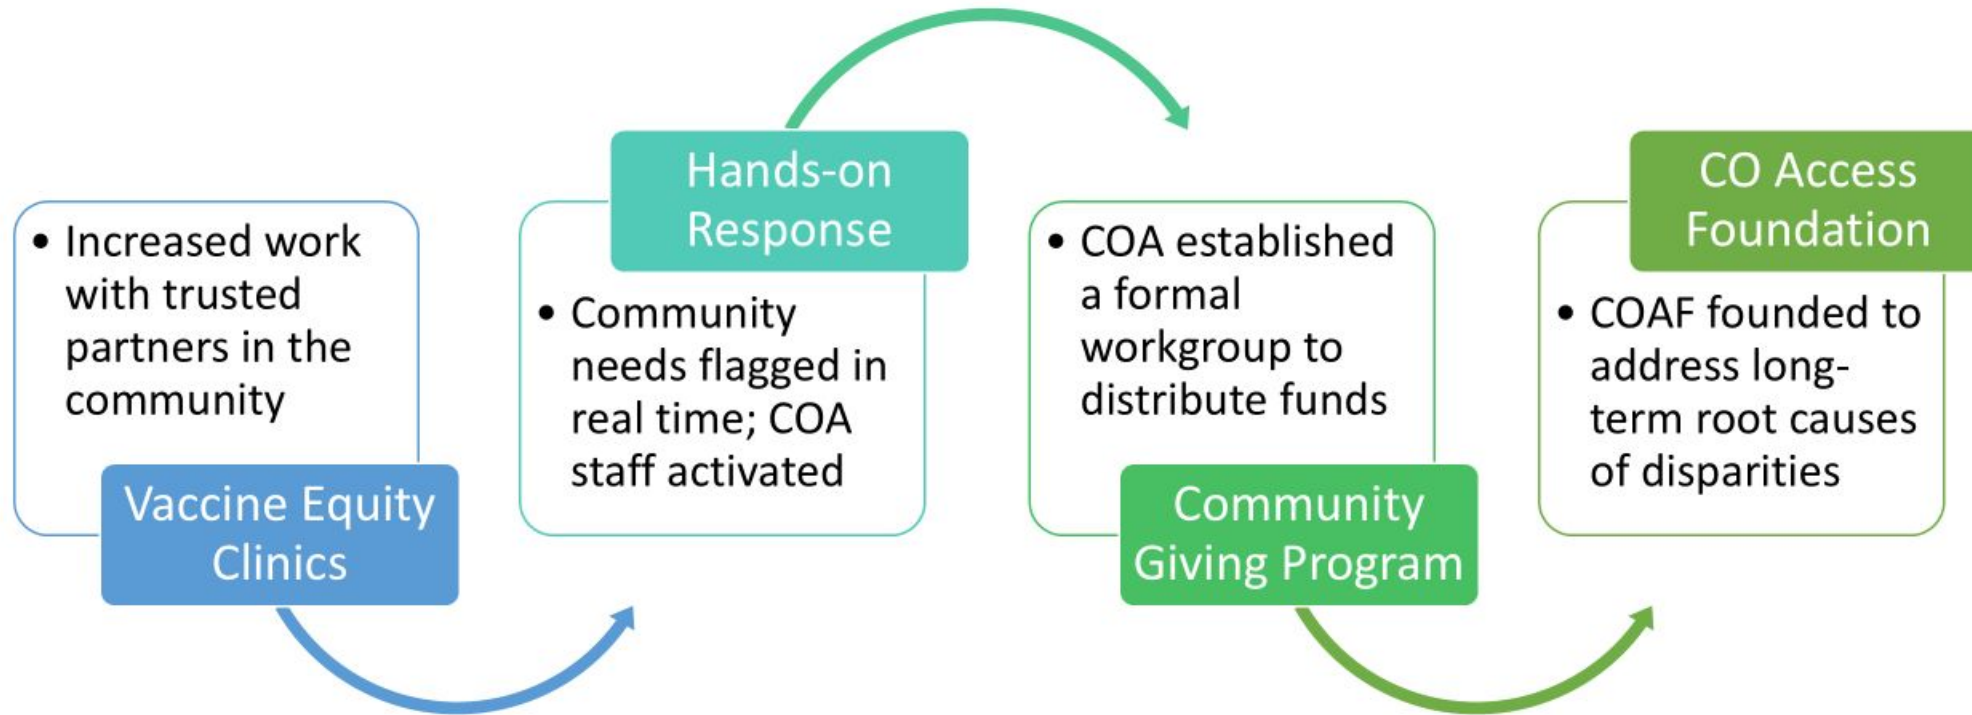 • Increased work
with trusted
partners in the
community
Vaccine Equity
Clinics
Hands-on
Response
• Community
needs flagged in
real time; COA
staff activated
• COA established
a formal
workgroup to
distribute funds
Community
Giving Program
CO Access
Foundation
• COAF founded to
address long-
term root causes
of disparities